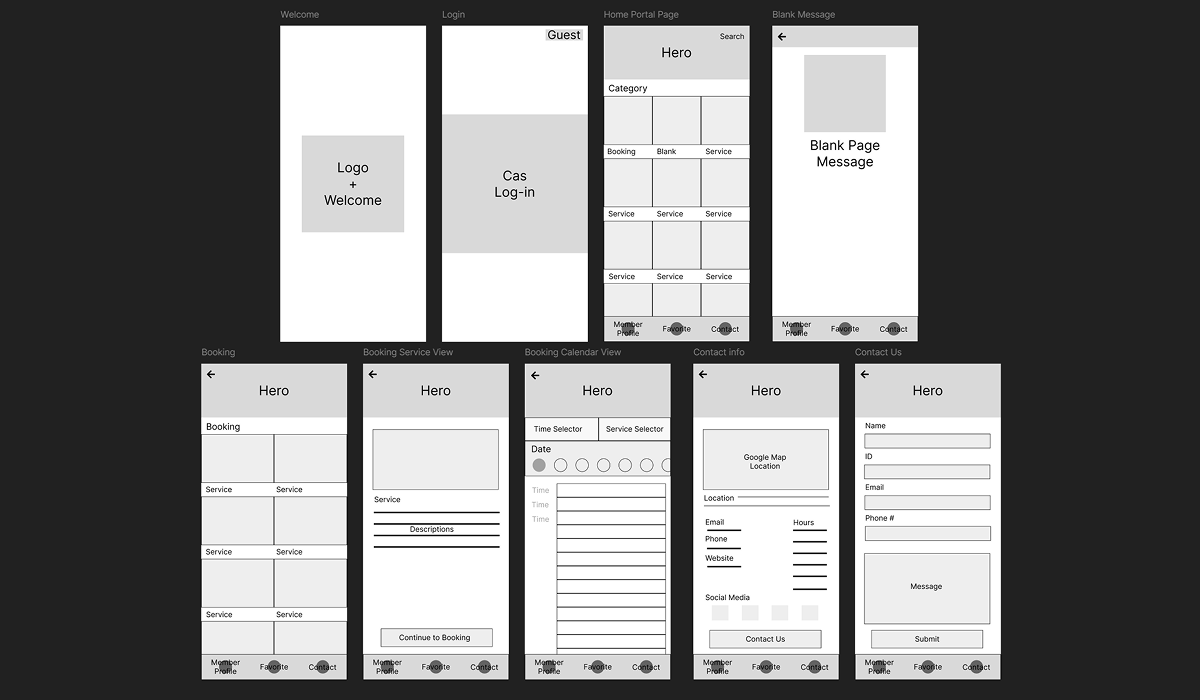 Welcome
Logo
+
Welcome
Login
Guest
Cas
Log-in
Home Portal Page
Search
Hero
Category
Booking Blank Service
Service Service Service
Service Service Service
Member
Profile
Favorite
Contact
Blank Message
Blank Page
Message
Member
Profile
Favorite
Contact
Booking
Hero
Booking
Service Service
Service Service
Service Service
Member
Profile
Favorite
Contact
Booking Service View
Hero
Service
Descriptions
Continue to Booking
Member
Profile
Favorite
Contact
Booking Calendar View
Hero
Time Selector Service Selector
Date
Time
Time
Time
Member
Profile
Favorite
Contact
Contact info
Hero
Google Map
Location
Location
Email Hours
Phone
Website
Social Media
Contact Us
Member
Profile
Favorite
Contact
Contact Us
Hero
Name
ID
Email
Phone #
Message
Submit
Member
Profile
Favorite
Contact